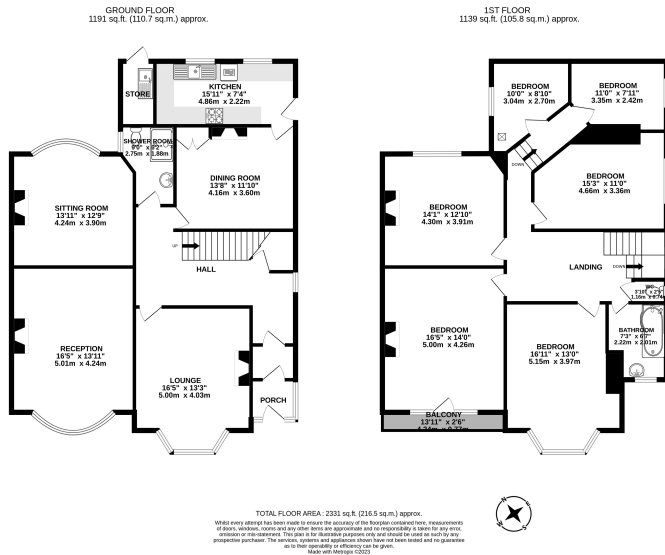 GROUND FLOOR
1191 sq.ft. (110.7 sq.m.) approx.
STORE
KITCHEN
15'11" x 7'4"
4.86m x 2.22m
SHOWER ROOM
2.75m x 1.88m
DINING ROOM
13'8" x 11'10"
4.16m x 3.60m
SITTING ROOM
13'11" x 12'9"
4.24m x 3.90m
UP
HALL
RECEPTION
16'5" x 13'11"
5.01m x 4.24m
LOUNGE
16'5" x 13'3"
5.00m x 4.03m
PORCH
1ST FLOOR
1139 sq.ft. (105.8 sq.m.) approx.
BEDROOM
10'0" x 8'10"
3.04m x 2.70m
BEDROOM
11'0" x 7'11"
3.35m x 2.42m
DOWN
BEDROOM
15'3" x 11'0"
4.66m x 3.36m
BEDROOM
14'1" x 12'10"
4.30m x 3.91m
LANDING
DOWN
WC
BEDROOM
16'5" x 14'0"
5.00m x 4.26m
BEDROOM
16'11" x 13'0"
5.15m x 3.97m
BATHROOM
7'3" x 6'7"
2.22m x 2.01m
BALCONY
13'11" x 2'6"
TOTAL FLOOR AREA : 2331 sq.ft. (216.5 sq.m.) approx.
Whilst every attempt has been made to ensure the accuracy of the floorplan contained here, measurements
of doors, windows, rooms and any other items are approximate and no responsibility is taken for any error,
omission or mis-statement. This plan is for illustrative purposes only and should be used as such by any
prospective purchaser. The services, systems and appliances shown have not been tested and no guarantee
as to their operability or efficiency can be given.
Made with Metropix ©2023
N
E
S
W